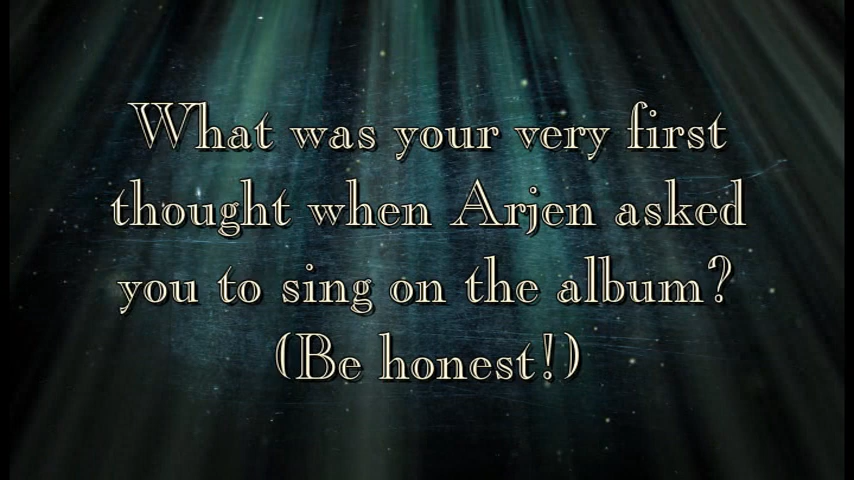 What was your very first
thought when Arjen asked
you to sing on the album?
(Be honest!)